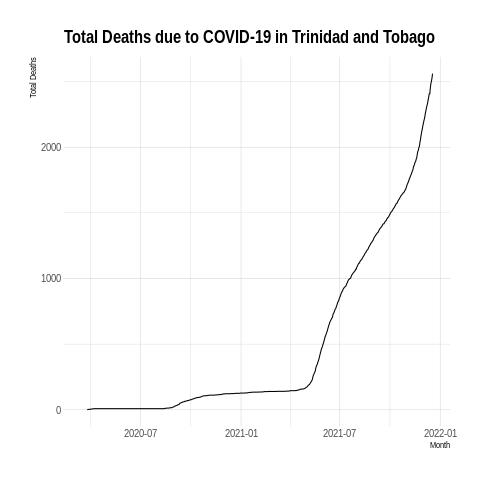 Total Deaths due to COVID-19 in Trinidad and Tobago
Total Deaths
2000
1000
0
2020-07 2021-01 2021-07 2022-01
Month